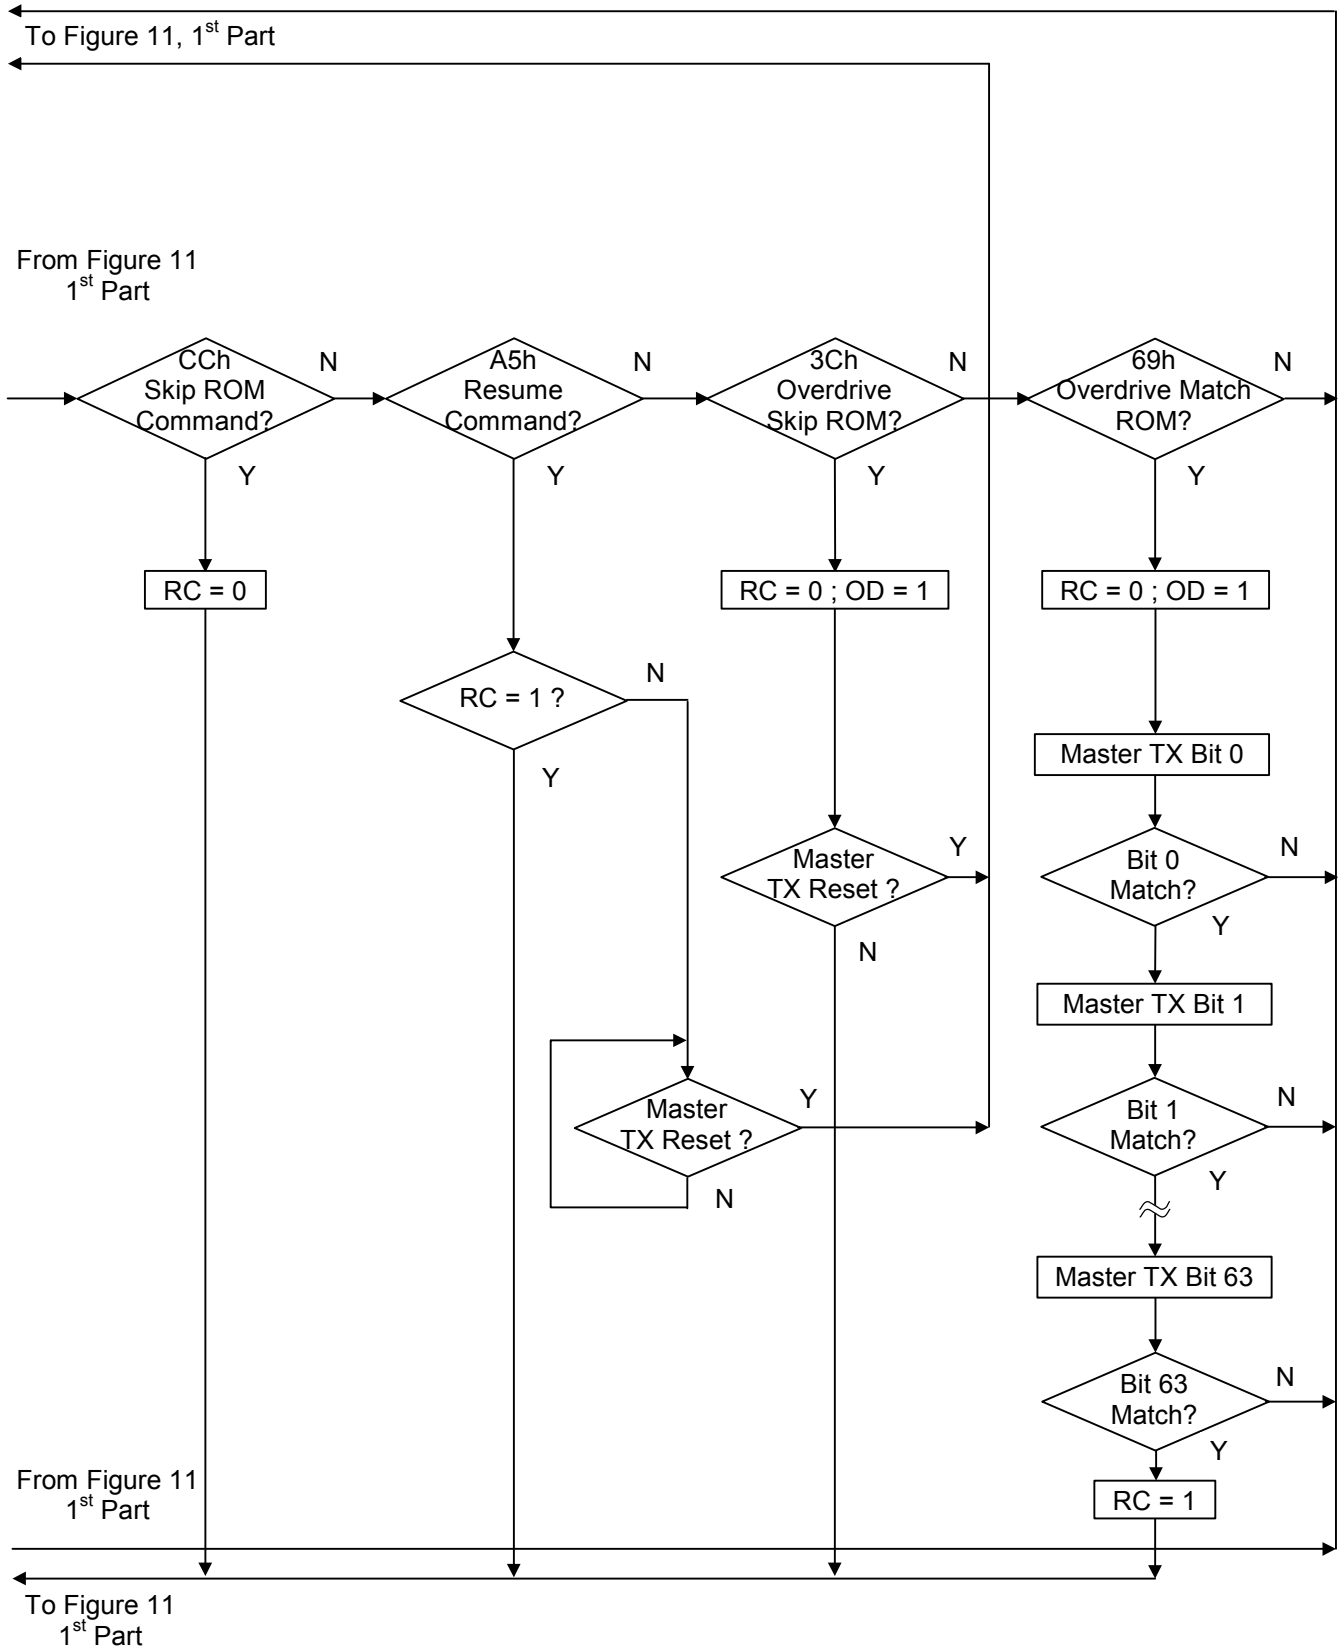 To Figure 11, 1st Part
From Figure 11
1st Part
CCh
Skip ROM
Command?
N
Y
A5h
Resume
Command?
N
Y
3Ch
Overdrive
Skip ROM?
N
Y
69h
Overdrive Match
ROM?
N
Y
RC = 0
RC = 0 ; OD = 1
RC = 0 ; OD = 1
RC = 1 ?
N
Y
Master TX Bit 0
Master
TX Reset ?
Y
N
Bit 0
Match?
N
Y
Master TX Bit 1
Master
TX Reset ?
Y
N
Bit 1
Match?
N
Y
Master TX Bit 63
Bit 63
Match?
N
Y
RC = 1
From Figure 11
1st Part
To Figure 11
1st Part